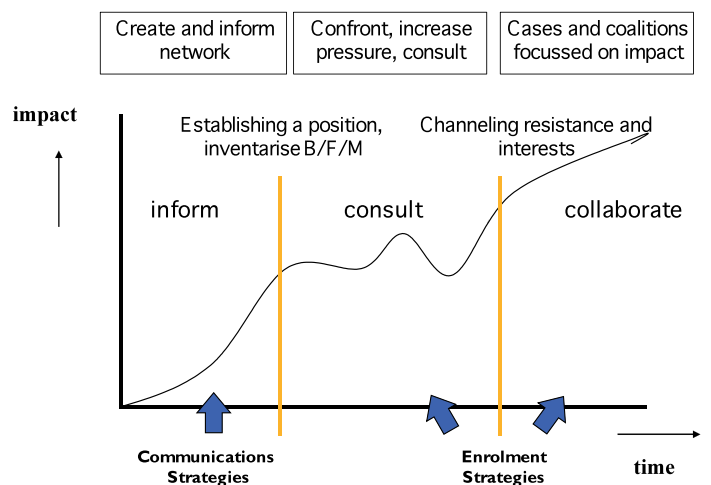 Create and inform
network
Confront, increase
pressure, consult
Cases and coalitions
focussed on impact
impact
Establishing a position,
inventarise B/F/M
Channeling resistance and
interests
inform
consult
collaborate
Communications
Strategies
Enrolment
Strategies
time